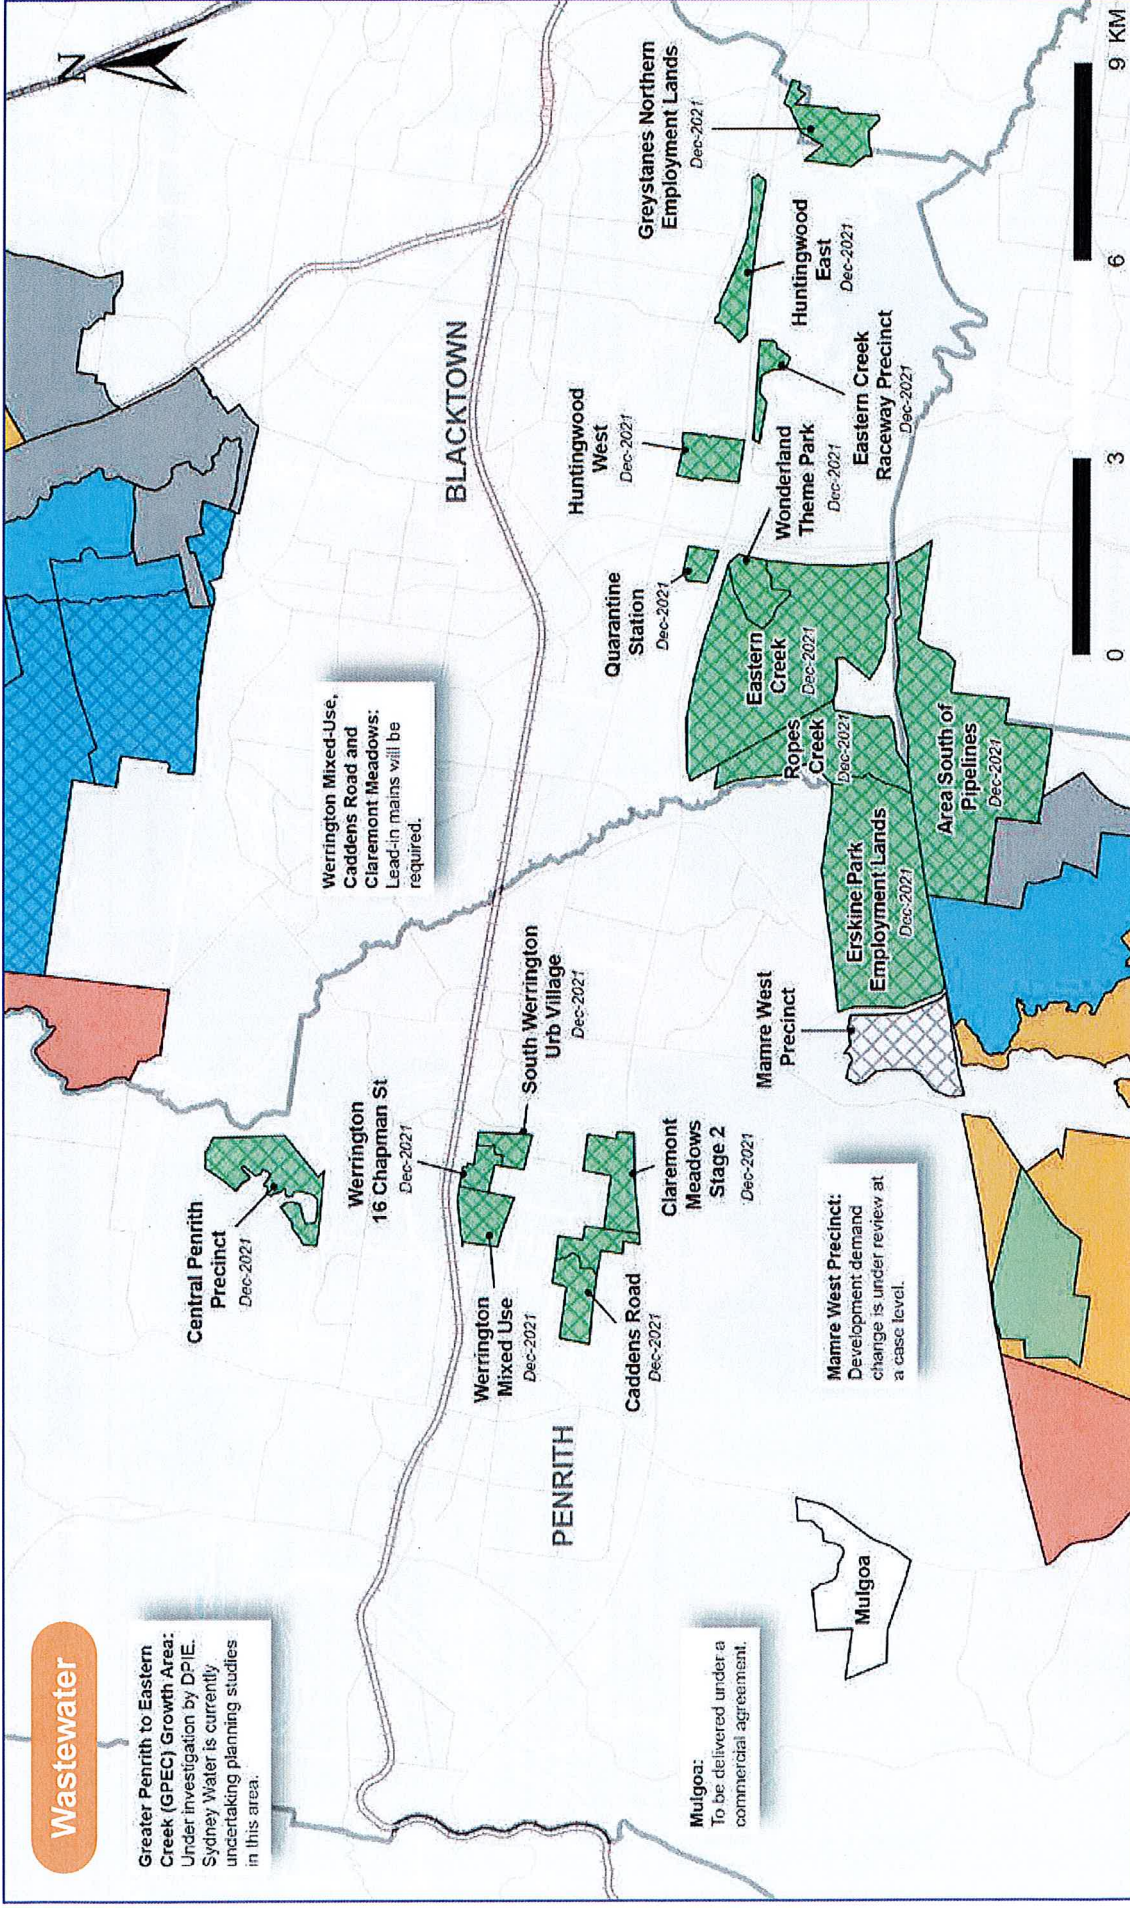 Wastewater
Greater Penrith to Eastern
Creek (GPEC) Growth Area:
Under investigation by DPIE.
Sydney Water is currently
undertaking planning studies
in this area.
N
Werrington Mixed-Use,
Caddens Road and
Claremont Meadows:
Lead-in mains will be
required.
Central Penrith
Precinct
Dec-2021
Werrington
16 Chapman St
Dec-2021
BLACKTOWN
South Werrington
Urb Village
Dec-2021
Werrington
Mixed Use
Dec-2021
PENRITH
Caddens Road
Dec-2021
Claremont
Meadows
Stage 2
Dec-2021
Quarantine
Station
Dec-2021
Huntingwood
West
Dec-2021
Greystanes Northern
Employment Lands
Dec-2021
Huntingwood
East
Dec-2021
Eastern Creek
Raceway Precinct
Dec-2021
Wonderland
Theme Park
Dec-2021
Eastern
Creek
Dec-2021
Ropes
Creek
Dec-2021
Erskine Park
Employment Lands
Dec-2021
Area South of
Pipelines
Dec-2021
Mamre West
Precinct
Mamre West Precinct:
Development demand
change is under review at
a case level.
Mulgoa:
To be delivered under a
commercial agreement.
Mulgoa
0 3 6 9 KM